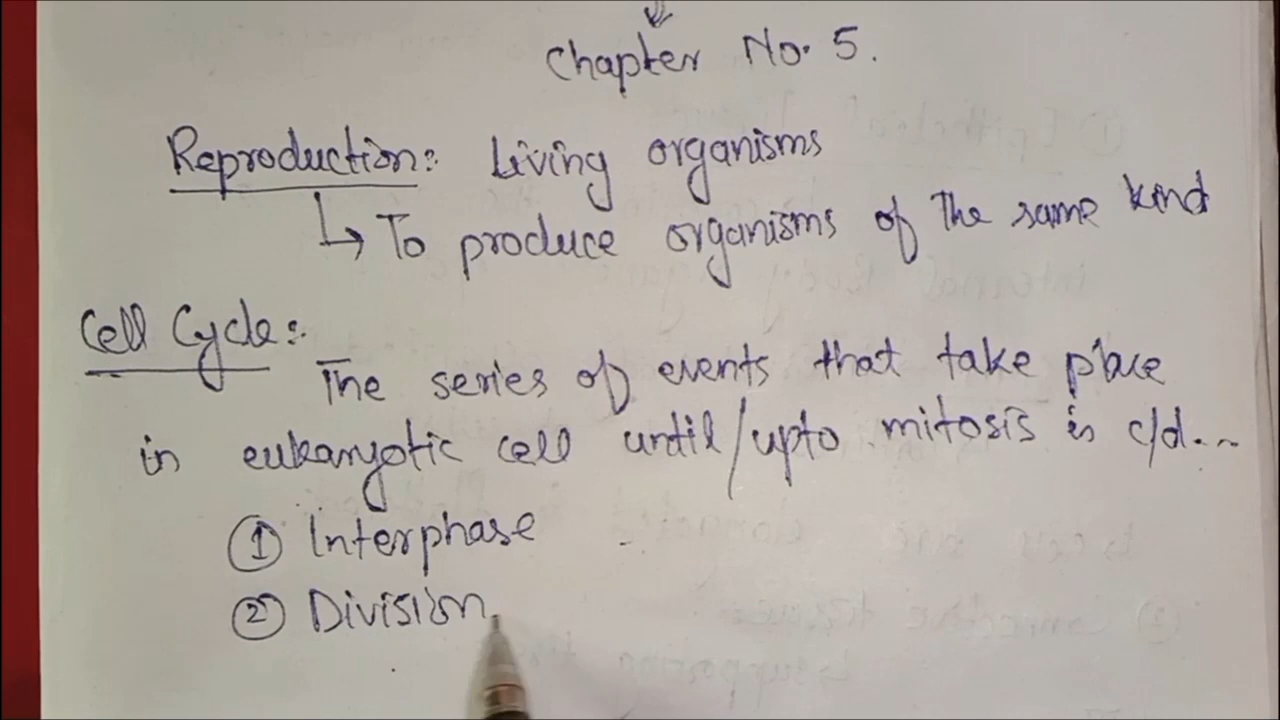 Chapter No. 5.
Reproduction: Living organisms
↳ To produce organisms of the same kind
Cell Cycle:
The series of events that take place
in eukaryotic cell until/upto mitosis is c/d...
① Interphase
② Division